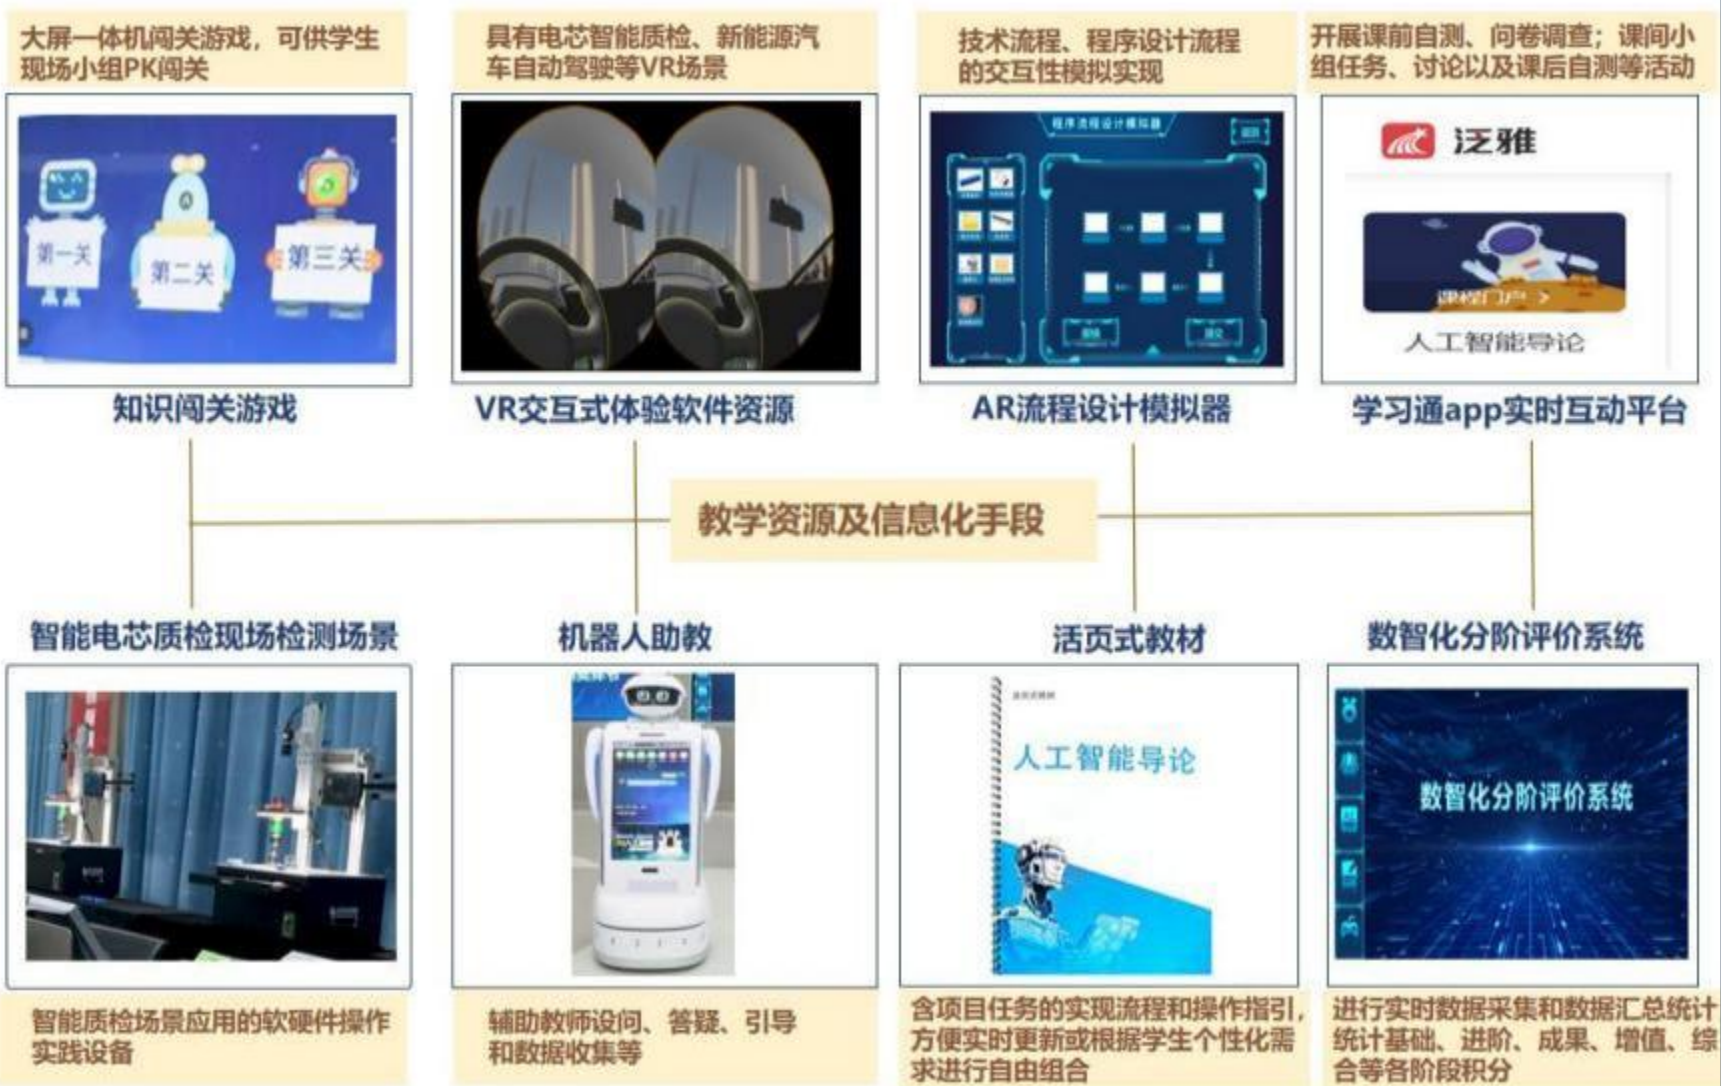 大屏一体机闯关游戏，可供学生
现场小组PK闯关
具有电芯智能质检、新能源汽
车自动驾驶等VR场景
技术流程、程序设计流程
的交互性模拟实现
开展课前自测、问卷调查；课间小
组任务、讨论以及课后自测等活动
第一关
第二关
第三关
程序流程设计模拟器
泛雅
课程门户 >
人工智能导论
知识闯关游戏
VR交互式体验软件资源
AR流程设计模拟器
学习通app实时互动平台
教学资源及信息化手段
智能电芯质检现场检测场景
机器人助教
活页式教材
数智化分阶评价系统
人工智能导论
数智化分阶评价系统
智能质检场景应用的软硬件操作
实践设备
辅助教师设问、答疑、引导
和数据收集等
含项目任务的实现流程和操作指引，
方便实时更新或根据学生个性化需
求进行自由组合
进行实时数据采集和数据汇总统计
统计基础、进阶、成果、增值、综
合等各阶段积分